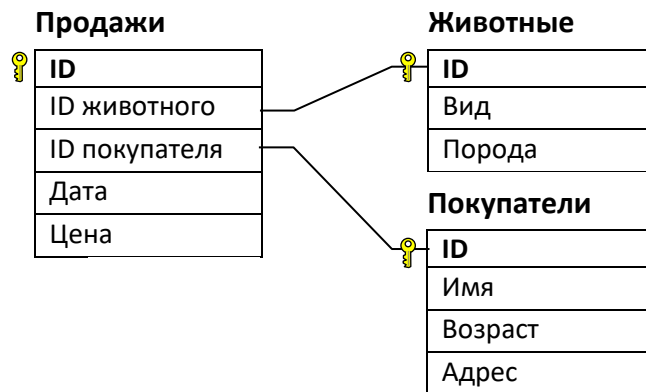 Продажи
ID
ID животного
ID покупателя
Дата
Цена
Животные
ID
Вид
Порода
Покупатели
ID
Имя
Возраст
Адрес